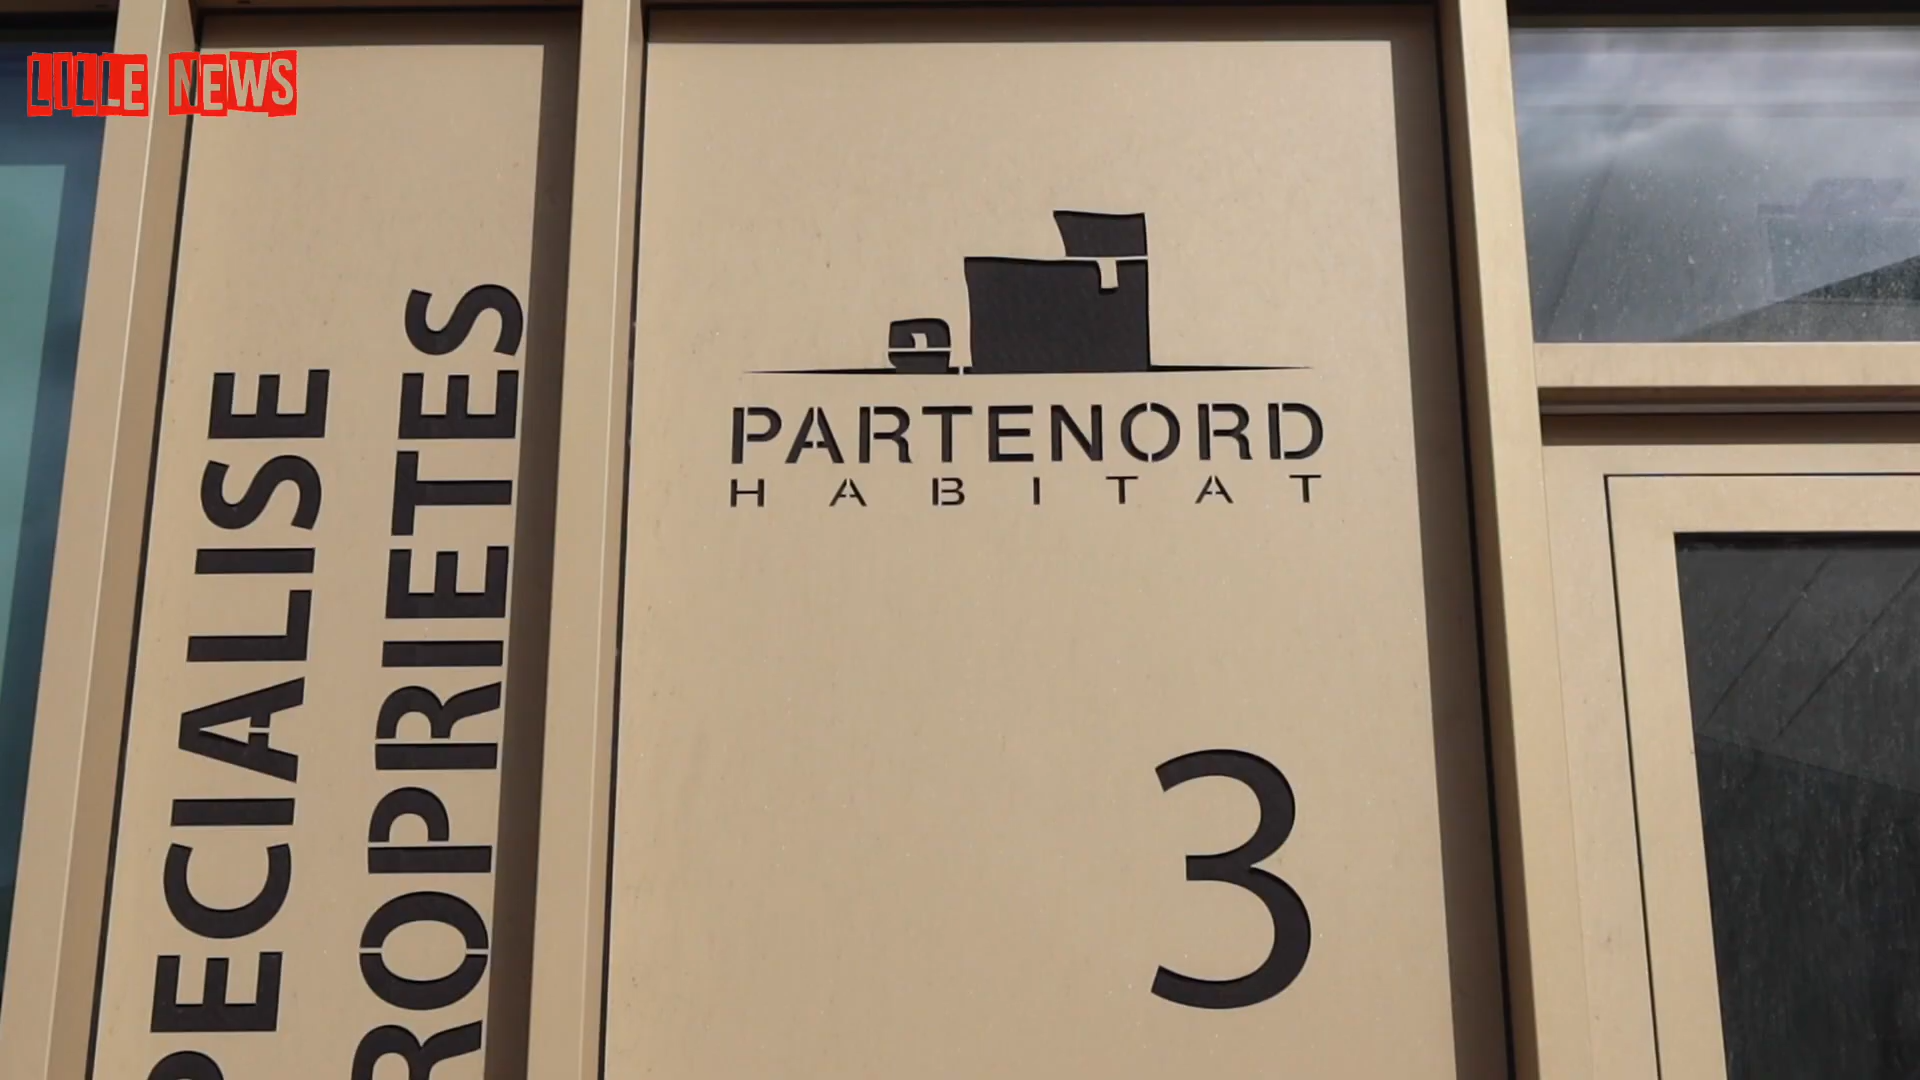 LILLE NEWS
PECIALISE
ROPRIETES
PARTENORD
HABITAT
3